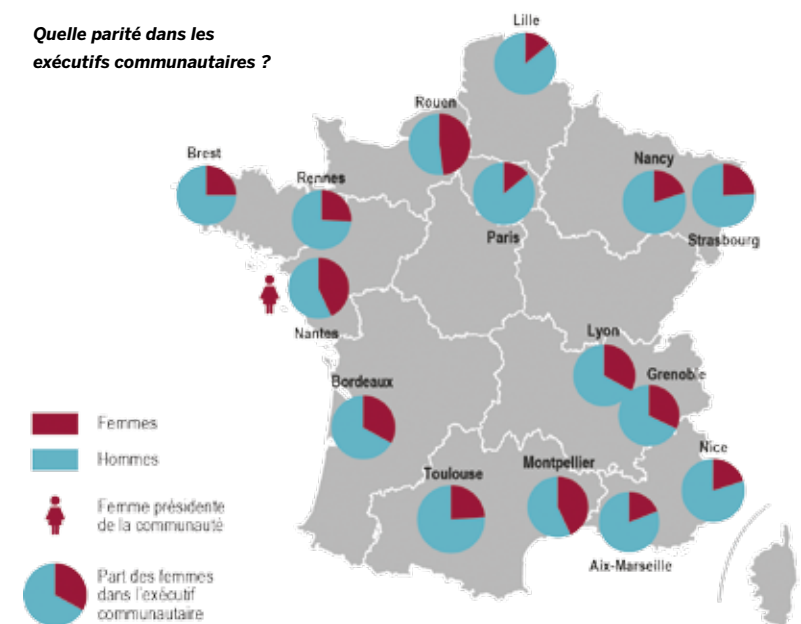 Quelle parité dans les
exécutifs communautaires ?
Lille
Rouen
Brest
Rennes
Nancy
Paris
Strasbourg
Nantes
Lyon
Grenoble
Bordeaux
Femmes
Hommes
Nice
Toulouse
Montpellier
Femme présidente
de la communauté
Aix-Marseille
Part des femmes
dans l'exécutif
communautaire